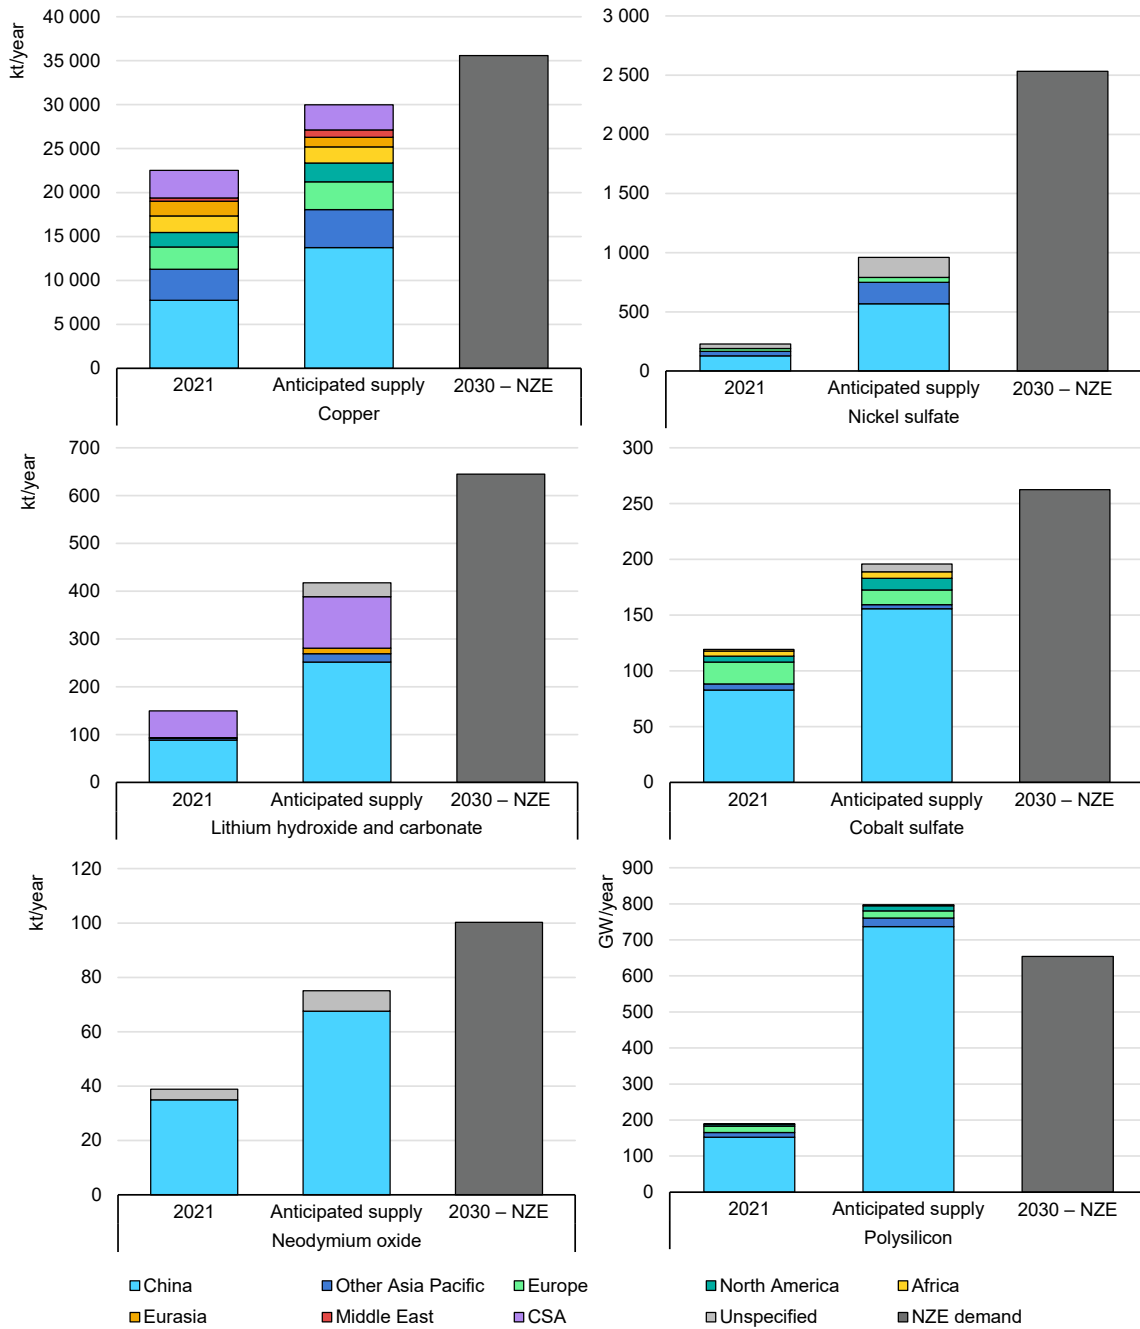 kt/year
40 000
35 000
30 000
25 000
20 000
15 000
10 000
5 000
0
2021 Anticipated supply 2030 – NZE
Copper
3 000
2 500
2 000
1 500
1 000
500
0
2021 Anticipated supply 2030 – NZE
Nickel sulfate
kt/year
700
600
500
400
300
200
100
0
2021 Anticipated supply 2030 – NZE
Lithium hydroxide and carbonate
300
250
200
150
100
50
0
2021 Anticipated supply 2030 – NZE
Cobalt sulfate
kt/year
120
100
80
60
40
20
0
2021 Anticipated supply 2030 – NZE
Neodymium oxide
GW/year
900
800
700
600
500
400
300
200
100
0
2021 Anticipated supply 2030 – NZE
Polysilicon
China Other Asia Pacific Europe North America Africa
Eurasia Middle East CSA Unspecified NZE demand